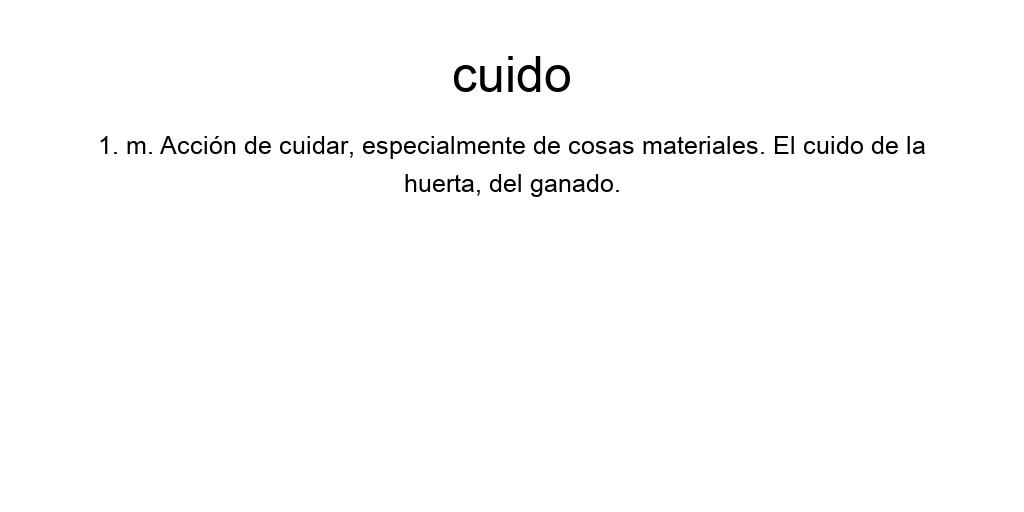 cuido
1. m. Acción de cuidar, especialmente de cosas materiales. El cuido de la
huerta, del ganado.